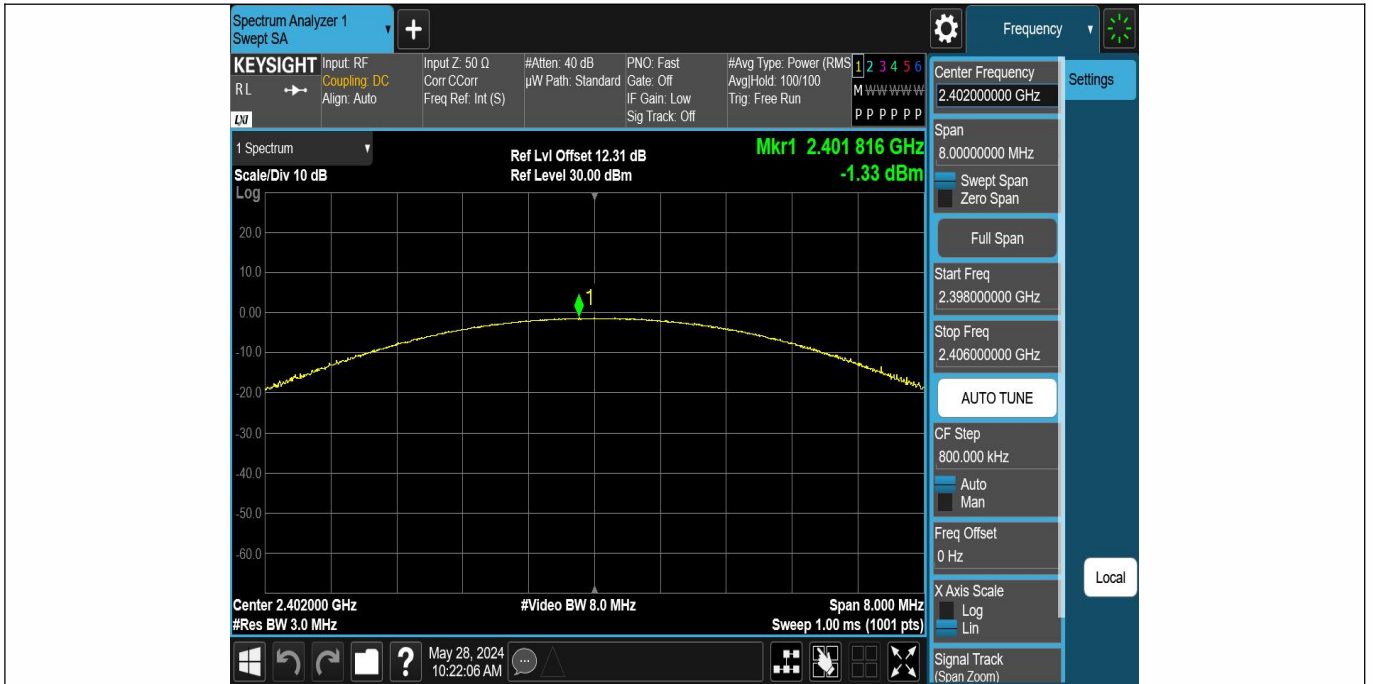 Spectrum Analyzer 1
Swept SA
+
Frequency
KEYSIGHT
R L
LXI
Input: RF
Coupling: DC
Align: Auto
Input Z: 50 Ω
Corr CCorr
Freq Ref: Int (S)
#Atten: 40 dB
µW Path: Standard
PNO: Fast
Gate: Off
IF Gain: Low
Sig Track: Off
#Avg Type: Power (RMS
Avg|Hold: 100/100
Trig: Free Run
1 2 3 4 5 6
M W W W W W
P P P P P P
1 Spectrum
Scale/Div 10 dB
Ref Lvl Offset 12.31 dB
Ref Level 30.00 dBm
Mkr1 2.401 816 GHz
-1.33 dBm
Log
20.0
10.0
0.00
-10.0
-20.0
-30.0
-40.0
-50.0
-60.0
1
Center 2.402000 GHz
#Res BW 3.0 MHz
#Video BW 8.0 MHz
Span 8.000 MHz
Sweep 1.00 ms (1001 pts)
Center Frequency
2.402000000 GHz
Settings
Span
8.00000000 MHz
Swept Span
Zero Span
Full Span
Start Freq
2.398000000 GHz
Stop Freq
2.406000000 GHz
AUTO TUNE
CF Step
800.000 kHz
Auto
Man
Freq Offset
0 Hz
X Axis Scale
Log
Lin
Signal Track
(Span Zoom)
Local
?
May 28, 2024
10:22:06 AM